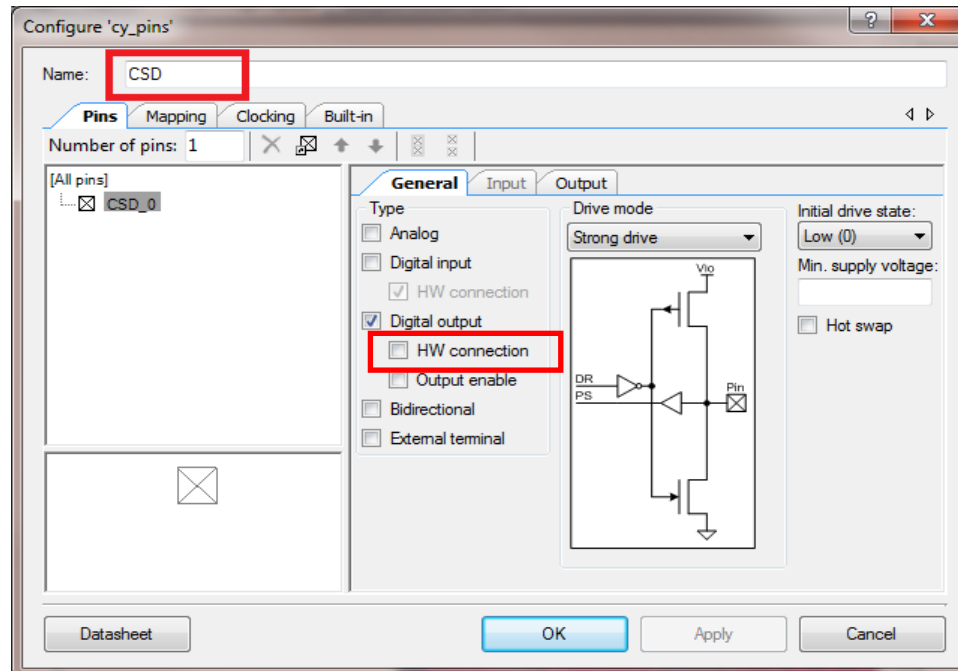 Configure 'cy_pins'
?
X
Name: CSD
Pins Mapping Clocking Built-in
Number of pins: 1
[All pins]
CSD_0
General Input Output
Type
Analog
Digital input
HW connection
Digital output
HW connection
Output enable
Bidirectional
External terminal
Drive mode
Strong drive
Vio
DR
PS
Pin
Initial drive state:
Low (0)
Min. supply voltage:
Hot swap
Datasheet OK Apply Cancel